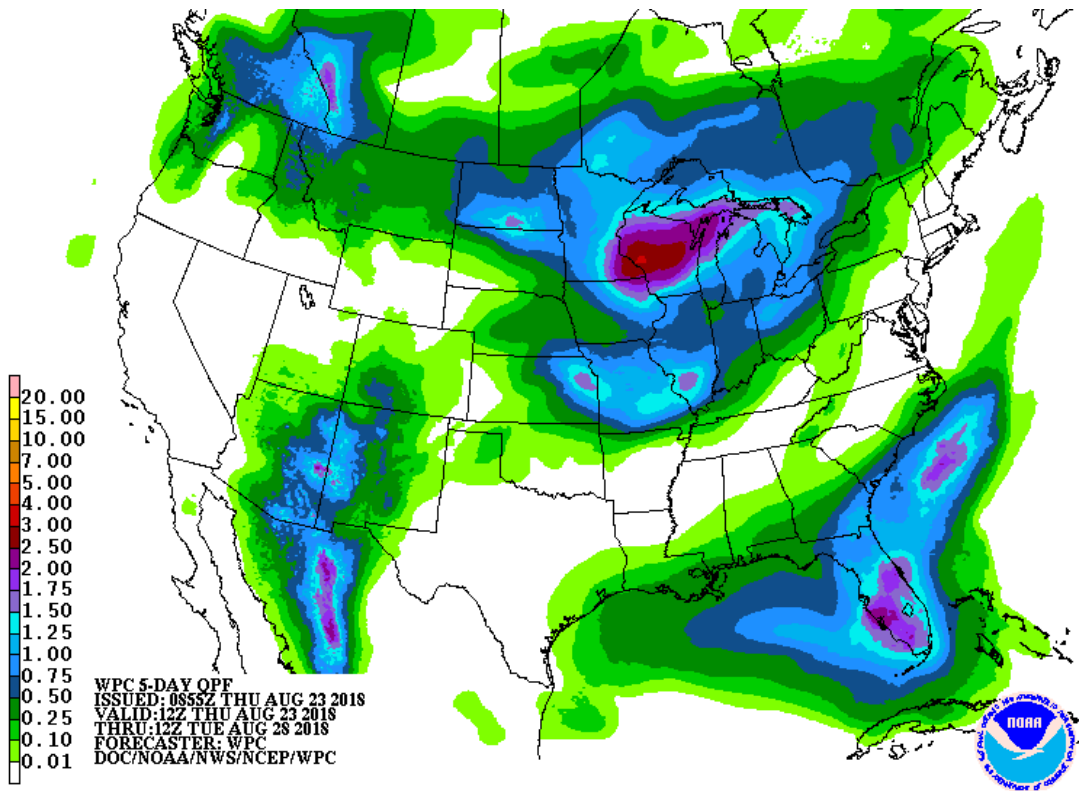 20.00
15.00
10.00
7.00
5.00
4.00
3.00
2.50
2.00
1.75
1.50
1.25
1.00
0.75
0.50
0.25
0.10
0.01
WPC 5-DAY QPF
ISSUED: 0855Z THU AUG 23 2018
VALID:12Z THU AUG 23 2018
THRU:12Z TUE AUG 28 2018
FORECASTER: WPC
DOC/NOAA/NWS/NCEP/WPC
NOAA